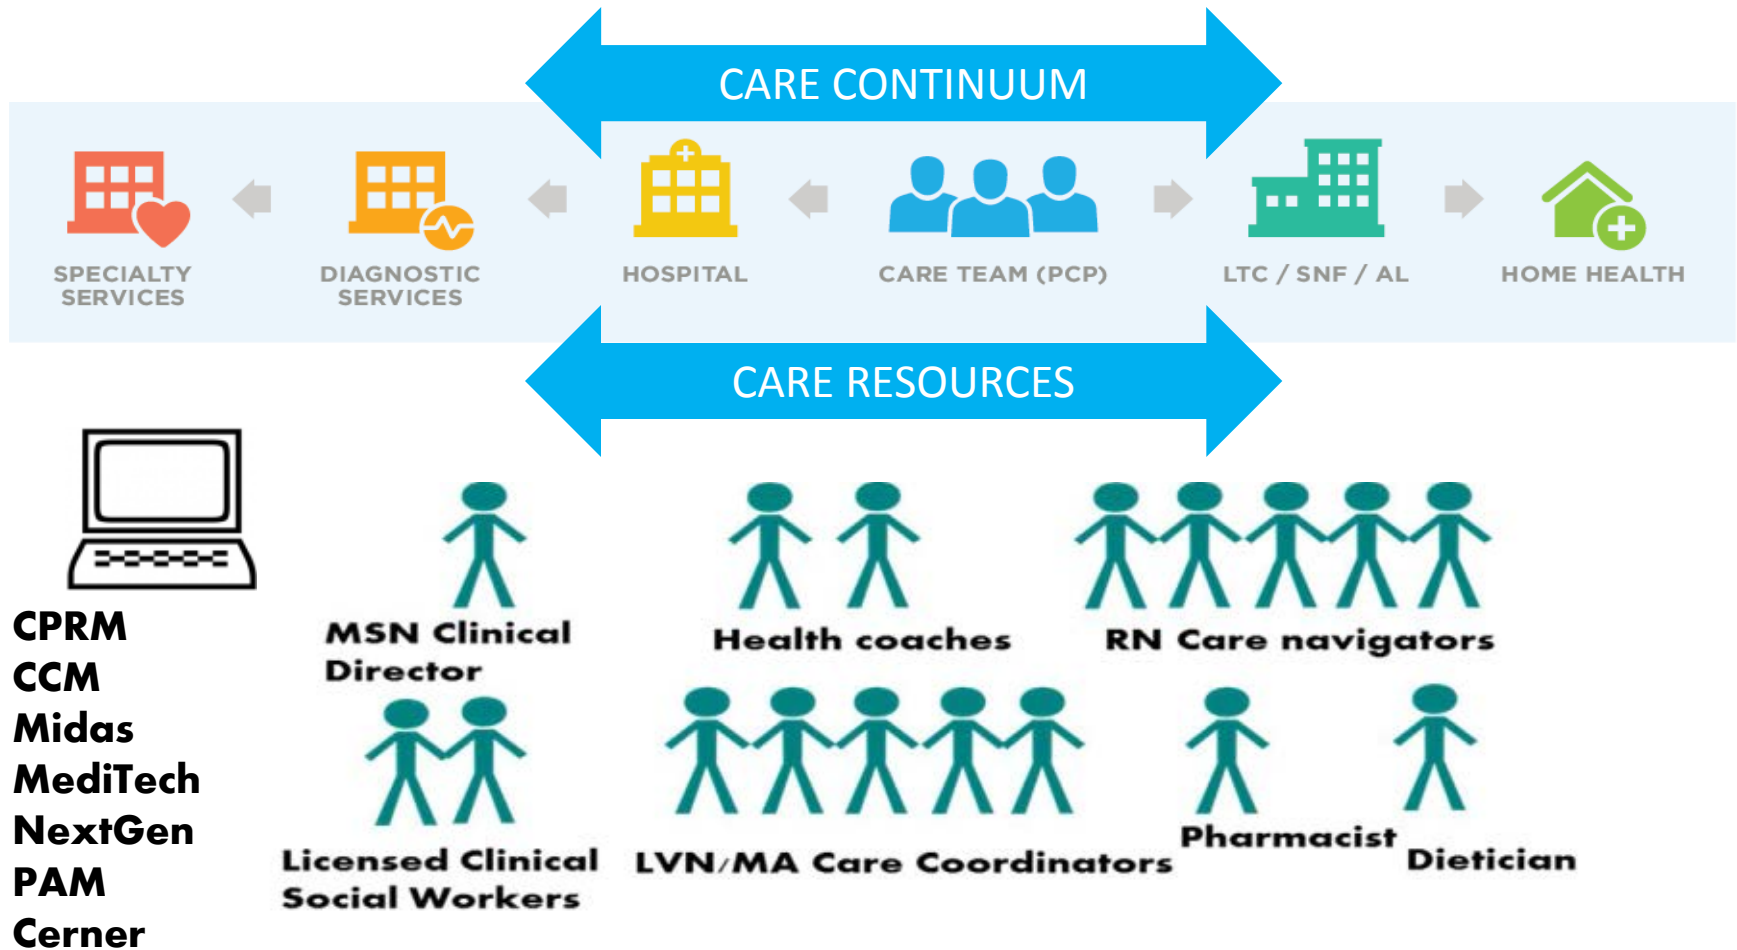 CARE CONTINUUM
SPECIALTY
SERVICES
DIAGNOSTIC
SERVICES
HOSPITAL
CARE TEAM (PCP)
LTC / SNF / AL
HOME HEALTH
CARE RESOURCES
CPRM
CCM
Midas
MediTech
NextGen
PAM
Cerner
MSN Clinical
Director
Health coaches
RN Care navigators
Licensed Clinical
Social Workers
LVN/MA Care Coordinators
Pharmacist
Dietician